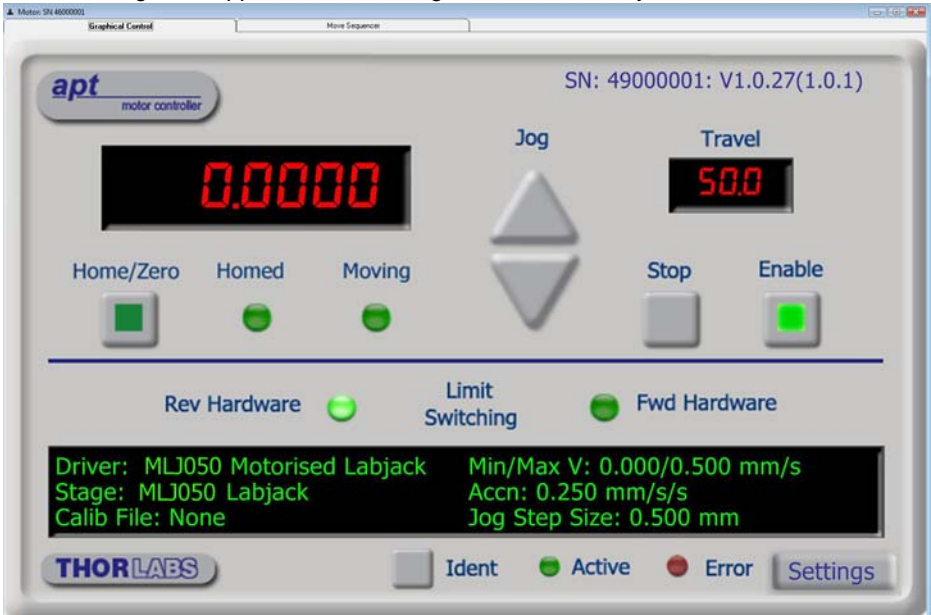 Motor: SN 46000001
Graphical Control Move Sequencer
apt
motor controller
SN: 49000001: V1.0.27(1.0.1)
Jog
Travel
0.0000
50.0
Home/Zero Homed Moving
Stop Enable
Rev Hardware
Limit
Switching
Fwd Hardware
Driver: MLJ050 Motorised Labjack Min/Max V: 0.000/0.500 mm/s
Stage: MLJ050 Labjack Accn: 0.250 mm/s/s
Calib File: None Jog Step Size: 0.500 mm
THORLABS
Ident Active Error Settings